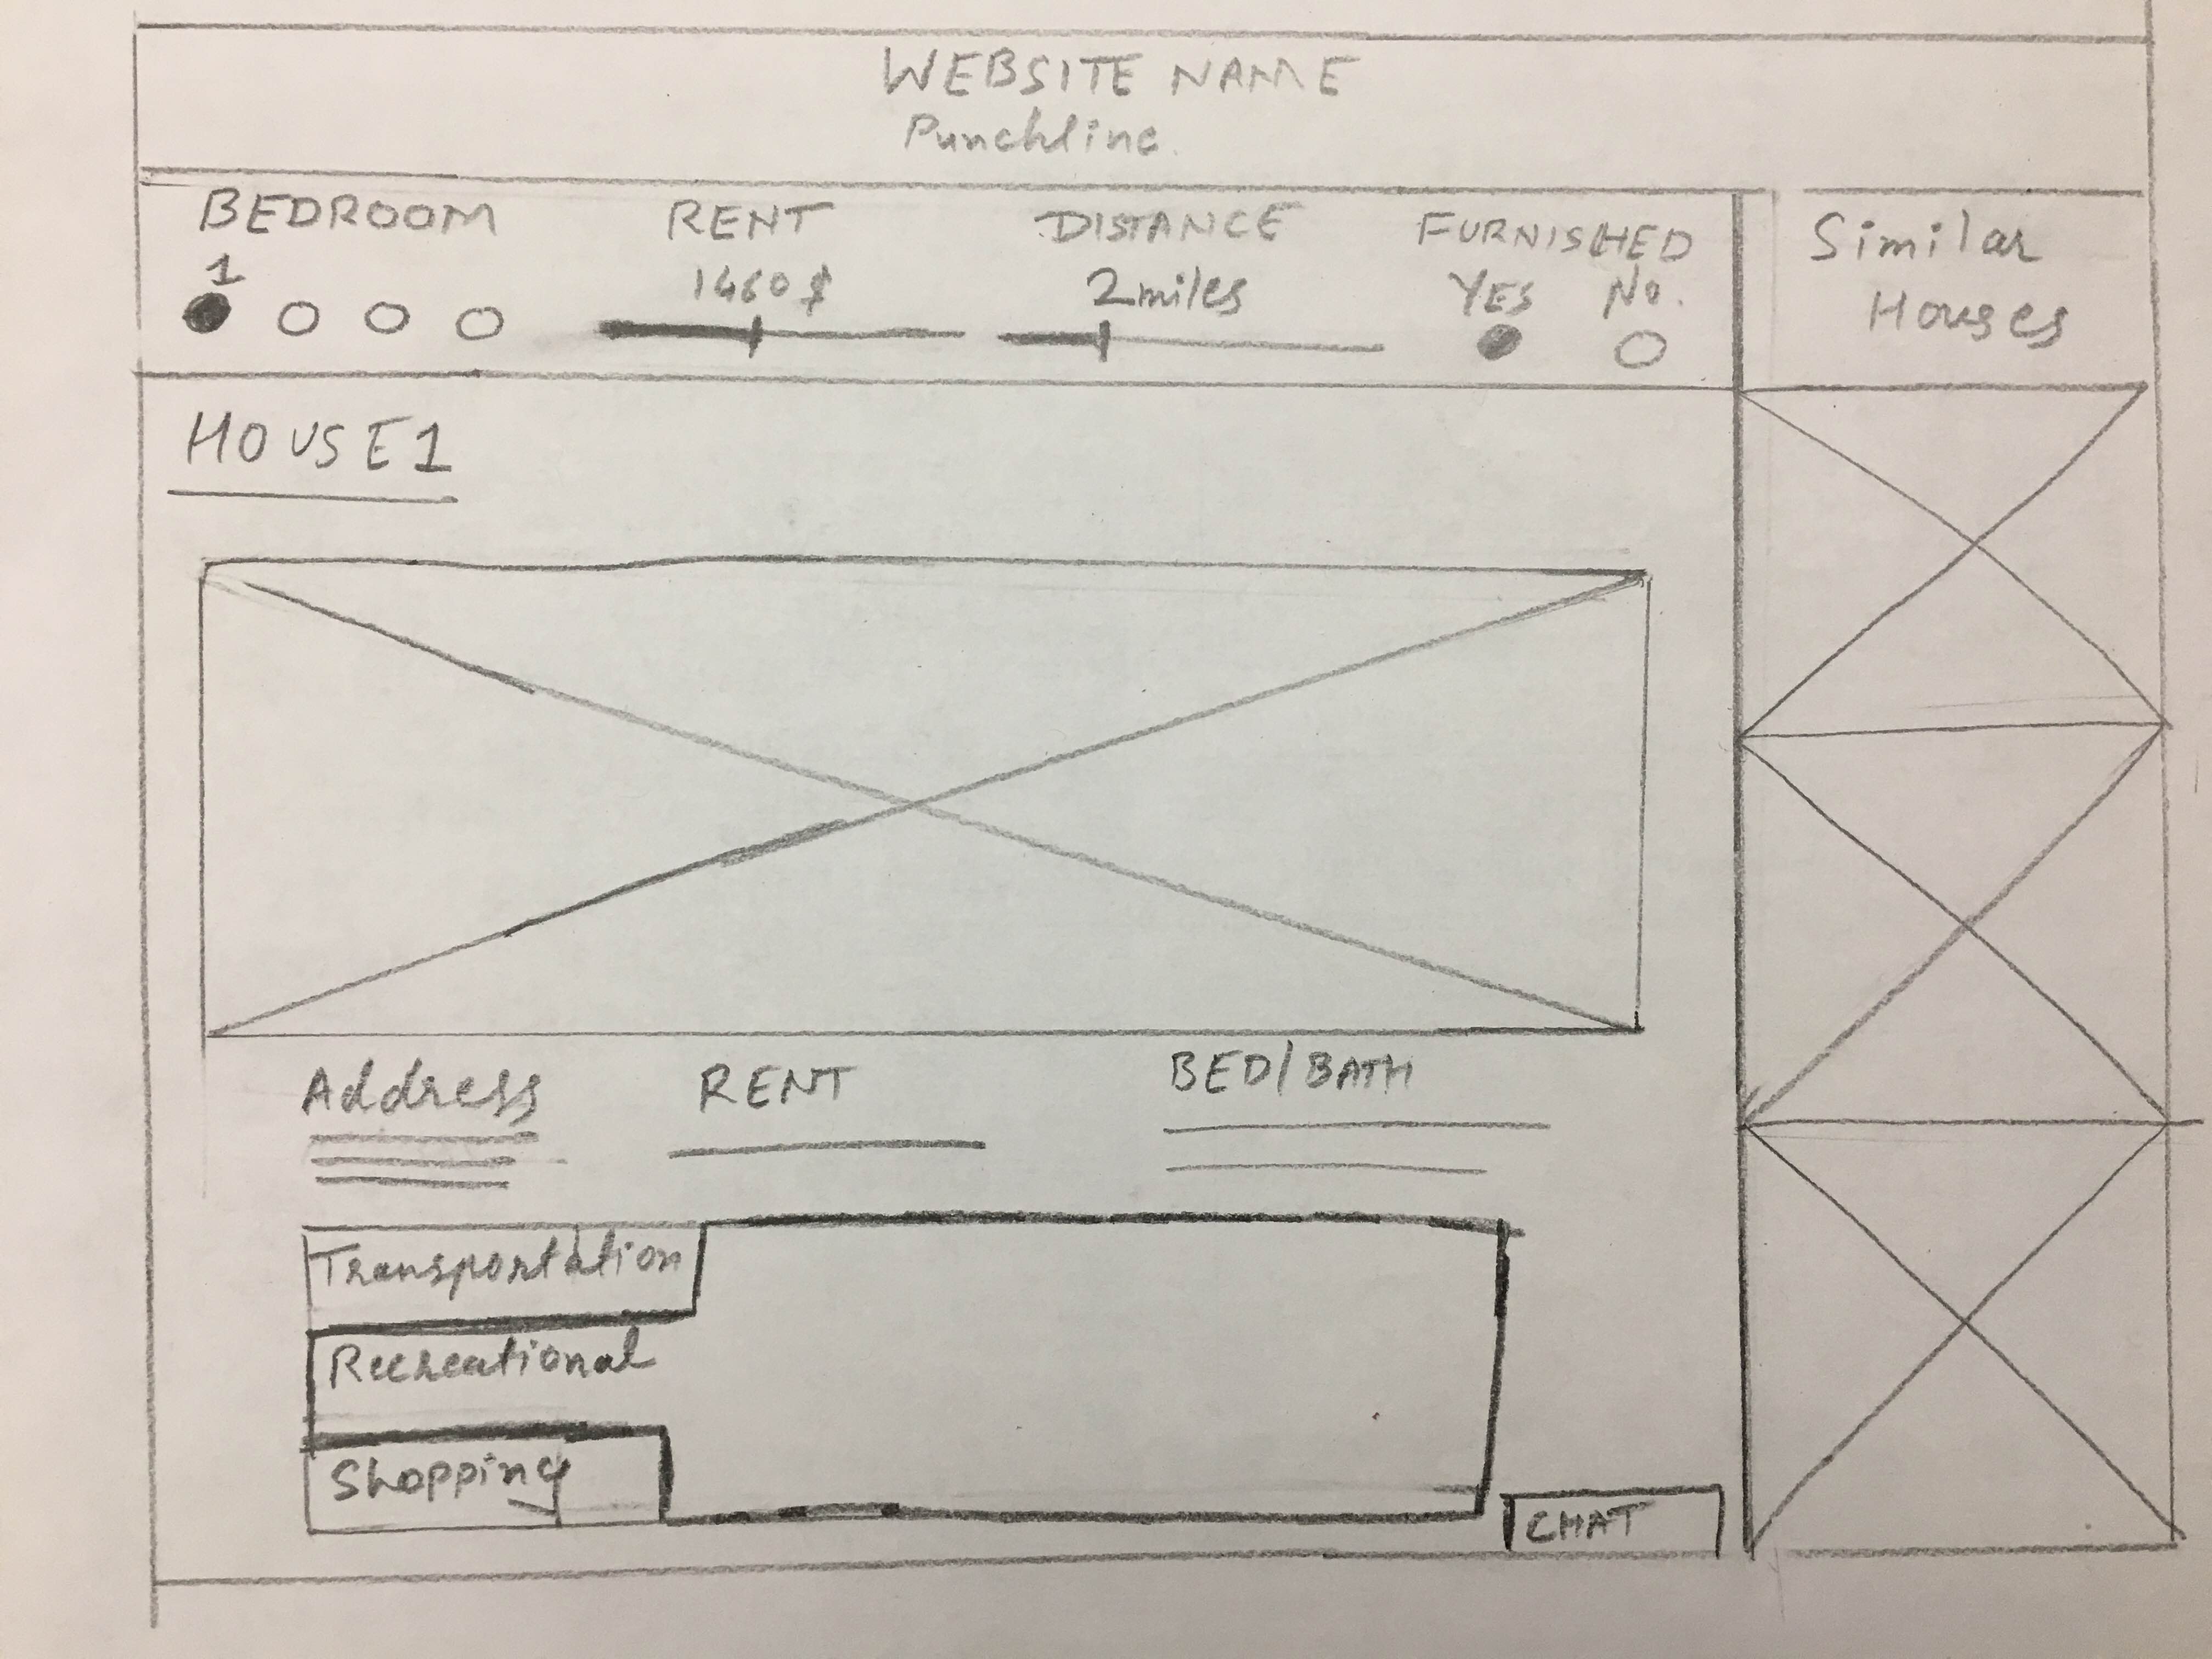 WEBSITE NAME
Punchline.
BEDROOM
1
RENT
1460$
DISTANCE
2miles
FURNISHED
YES No.
Similar
Houses
HOUSE1
Address
RENT
BED/BATH
Transportation
Recreational
Shopping
CHAT